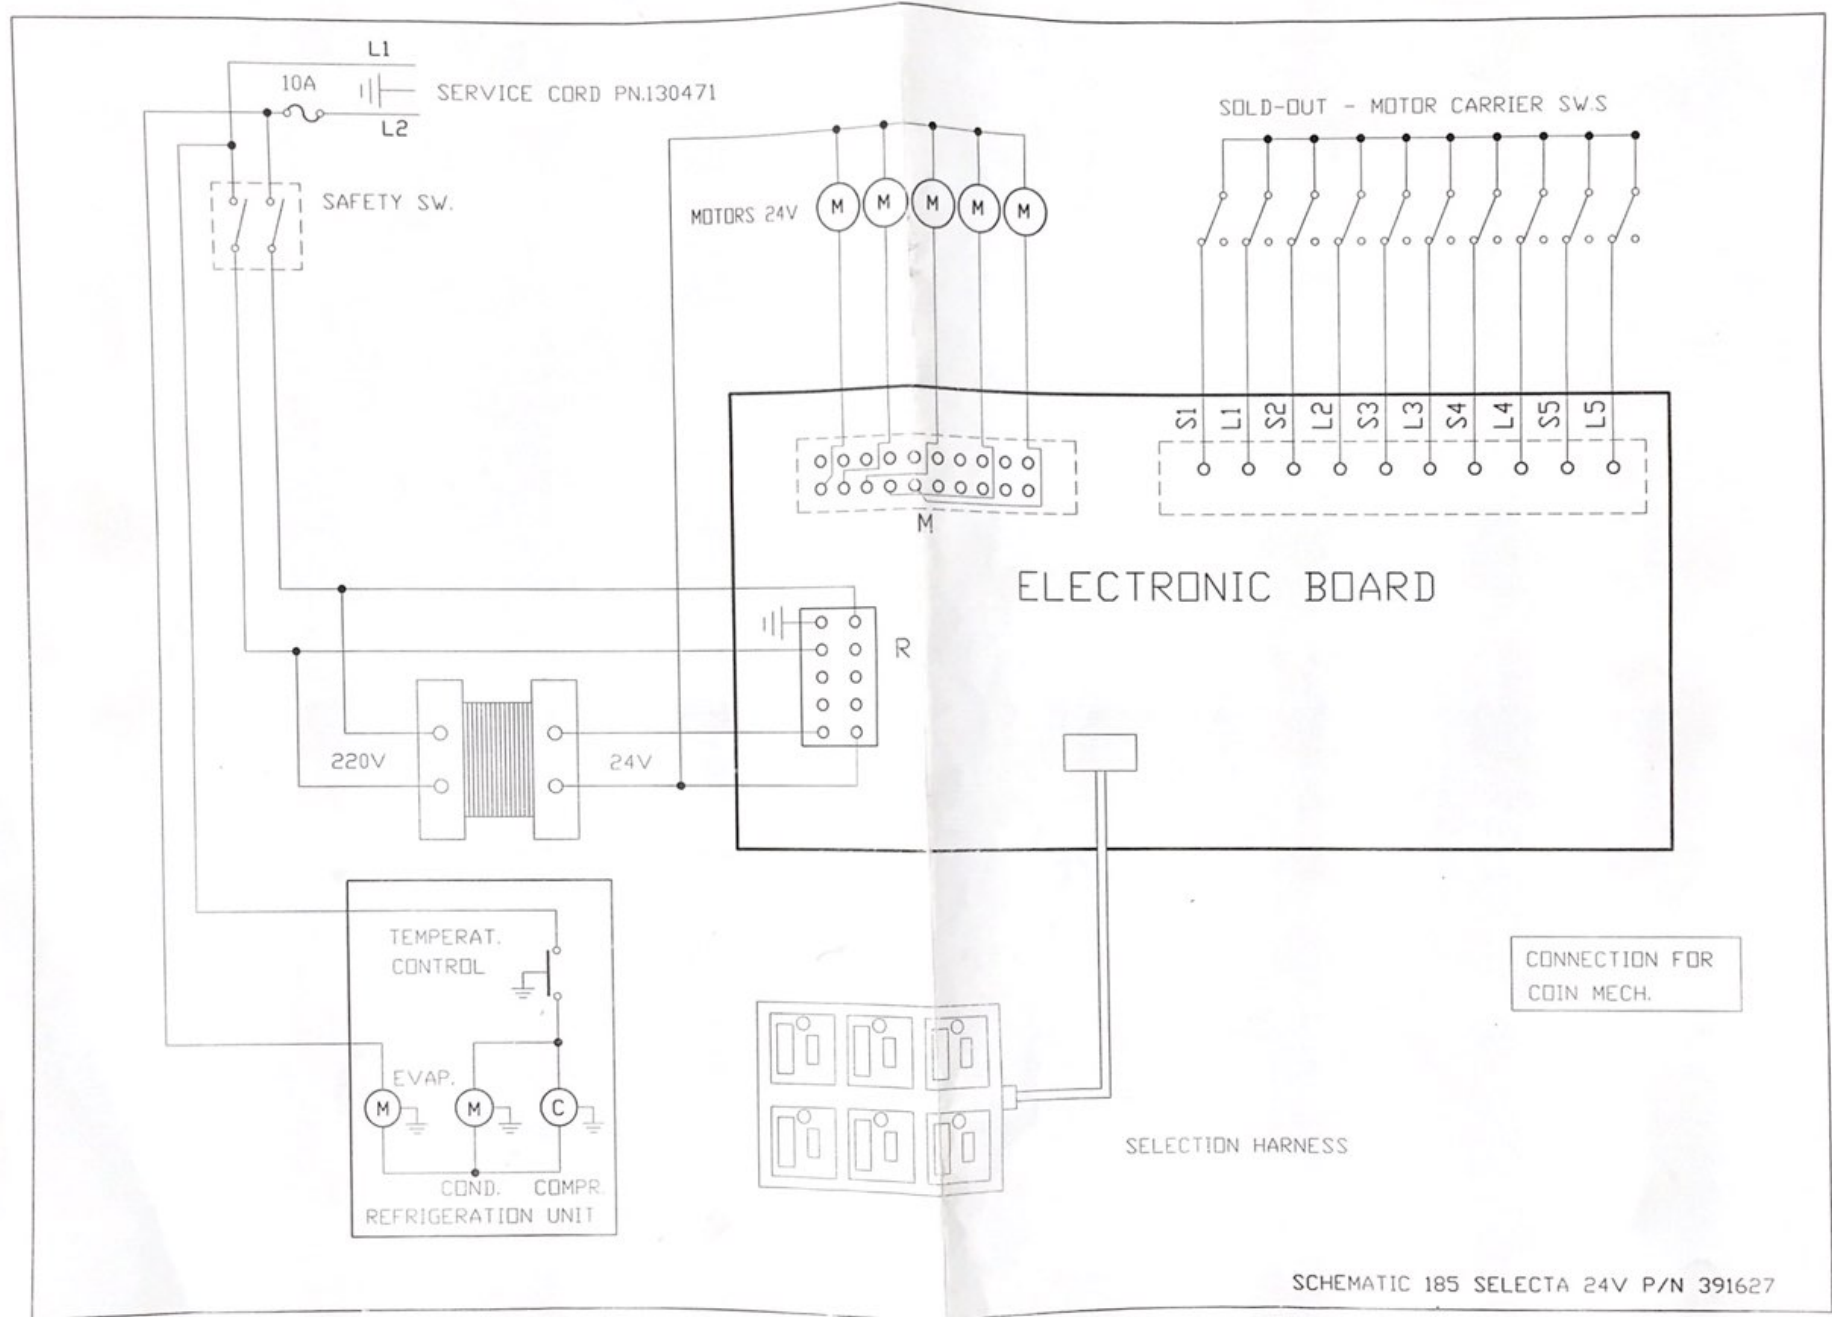 L1
10A
SERVICE CORD PN.130471
L2
SOLD-OUT - MOTOR CARRIER SW.S
SAFETY SW.
MOTORS 24V
M
M
M
M
M
S1
L1
S2
L2
S3
L3
S4
L4
S5
L5
M
ELECTRONIC BOARD
R
220V
24V
TEMPERAT.
CONTROL
CONNECTION FOR
COIN MECH.
EVAP.
M
M
C
SELECTION HARNESS
COND.
COMPR.
REFRIGERATION UNIT
SCHEMATIC 185 SELECTA 24V P/N 391627